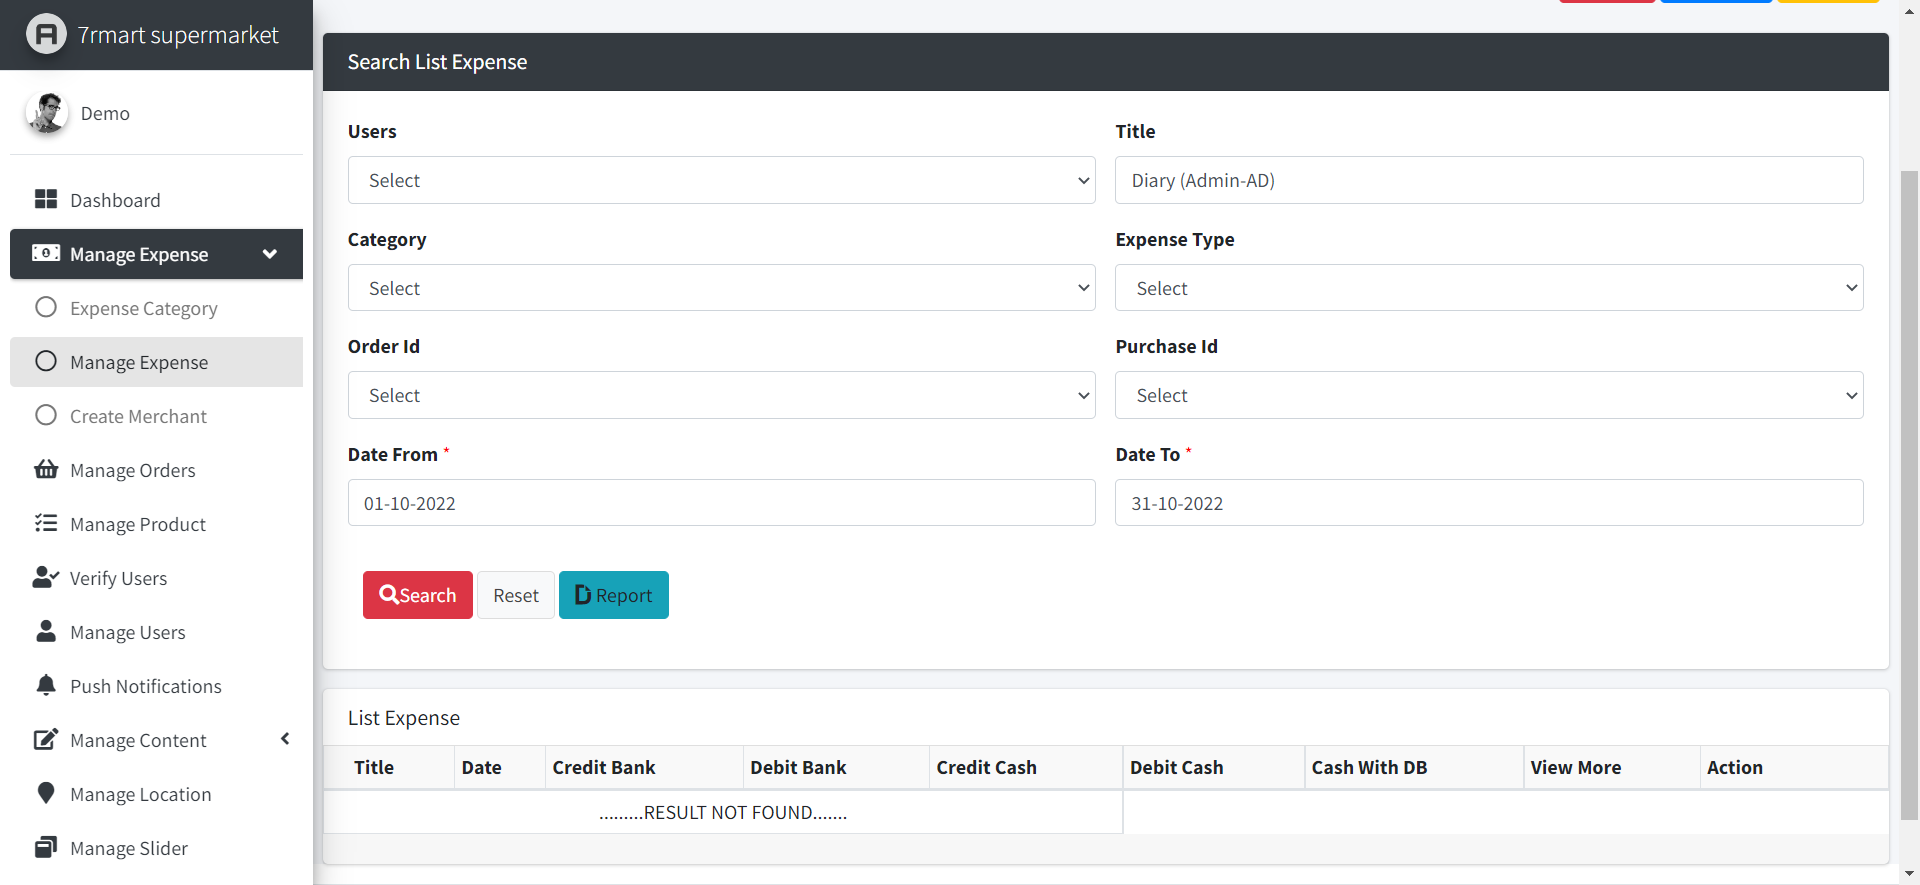 7rmart supermarket
Demo
Dashboard
Manage Expense
Expense Category
Manage Expense
Create Merchant
Manage Orders
Manage Product
Verify Users
Manage Users
Push Notifications
Manage Content
Manage Location
Manage Slider
Search List Expense
Users
Title
Select
Diary (Admin-AD)
Category
Expense Type
Select
Select
Order Id
Purchase Id
Select
Select
Date From *
Date To *
01-10-2022
31-10-2022
Search
Reset
Report
List Expense
Title Date Credit Bank Debit Bank Credit Cash Debit Cash Cash With DB View More Action
.........RESULT NOT FOUND.......